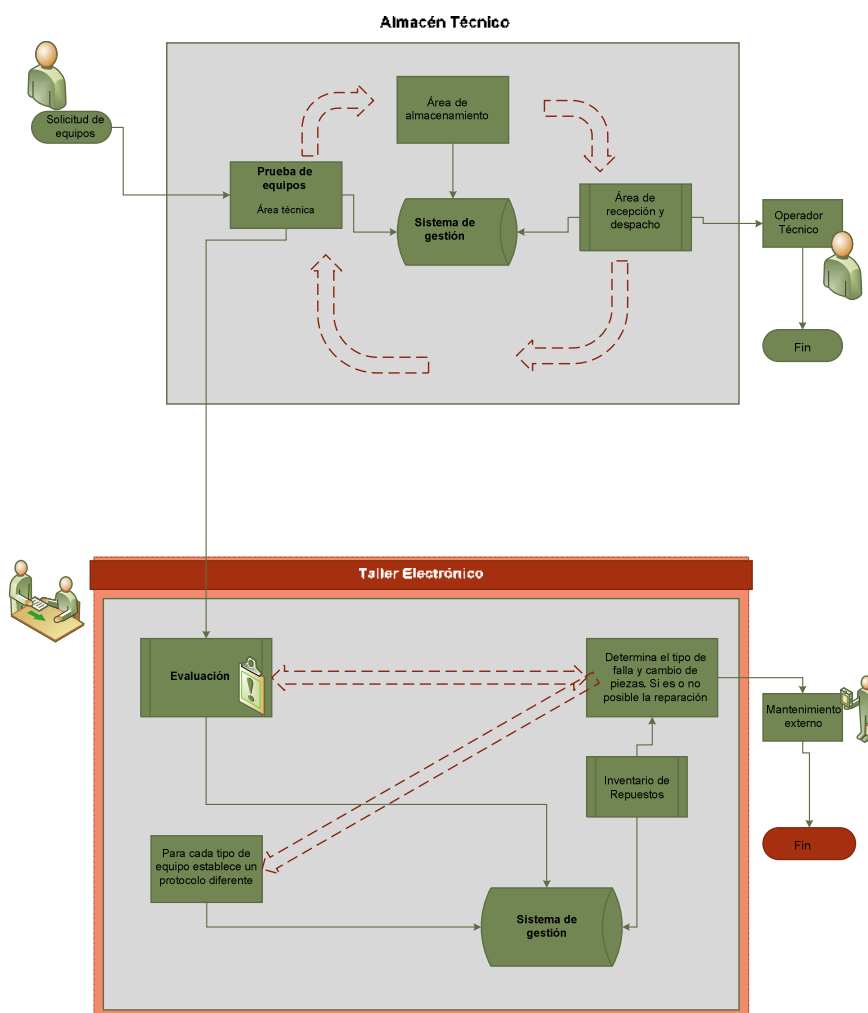 Almacén Técnico
Solicitud de
equipos
Área de
almacenamiento
Prueba de
equipos
Área técnica
Sistema de
gestión
Área de
recepción y
despacho
Operador
Técnico
Fin
Taller Electrónico
Evaluación
Determina el tipo de
falla y cambio de
piezas. Si es o no
posible la reparación
Mantenimiento
externo
Inventario de
Repuestos
Para cada tipo de
equipo establece un
protocolo diferente
Fin
Sistema de
gestión